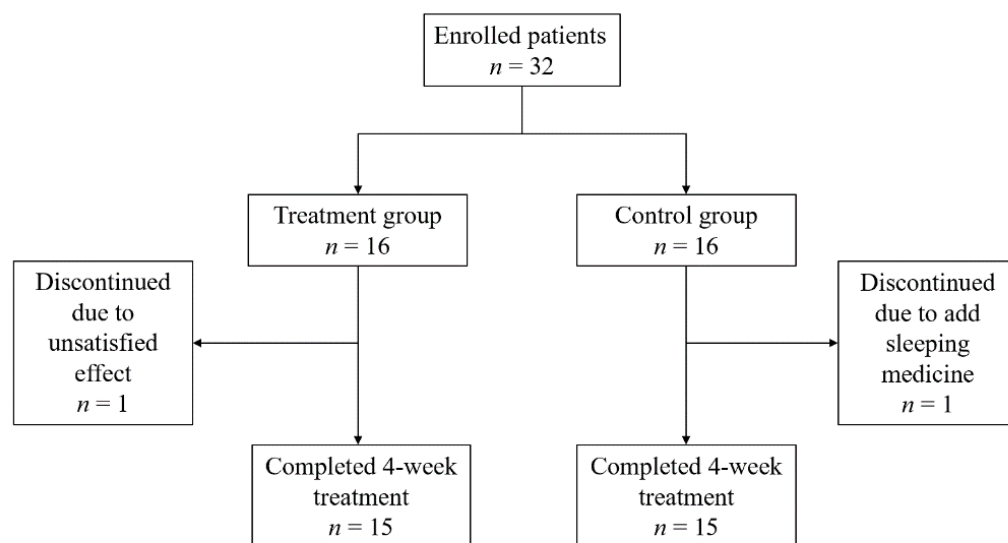 Enrolled patients
n = 32
Treatment group
n = 16
Control group
n = 16
Discontinued
due to
unsatisfied
effect
n = 1
Discontinued
due to add
sleeping
medicine
n = 1
Completed 4-week
treatment
n = 15
Completed 4-week
treatment
n = 15